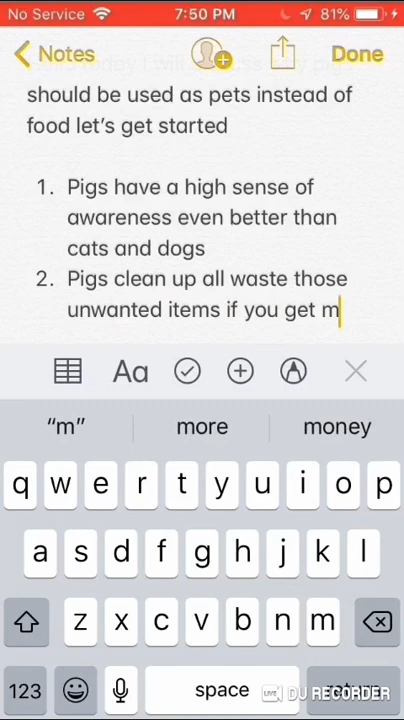 No Service 7:50 PM 81%
Notes Done
should be used as pets instead of
food let's get started
1. Pigs have a high sense of
awareness even better than
cats and dogs
2. Pigs clean up all waste those
unwanted items if you get m
Aa
"m" more money
q w e r t y u i o p
a s d f g h j k l
z x c v b n m
123 space DU RECORDER